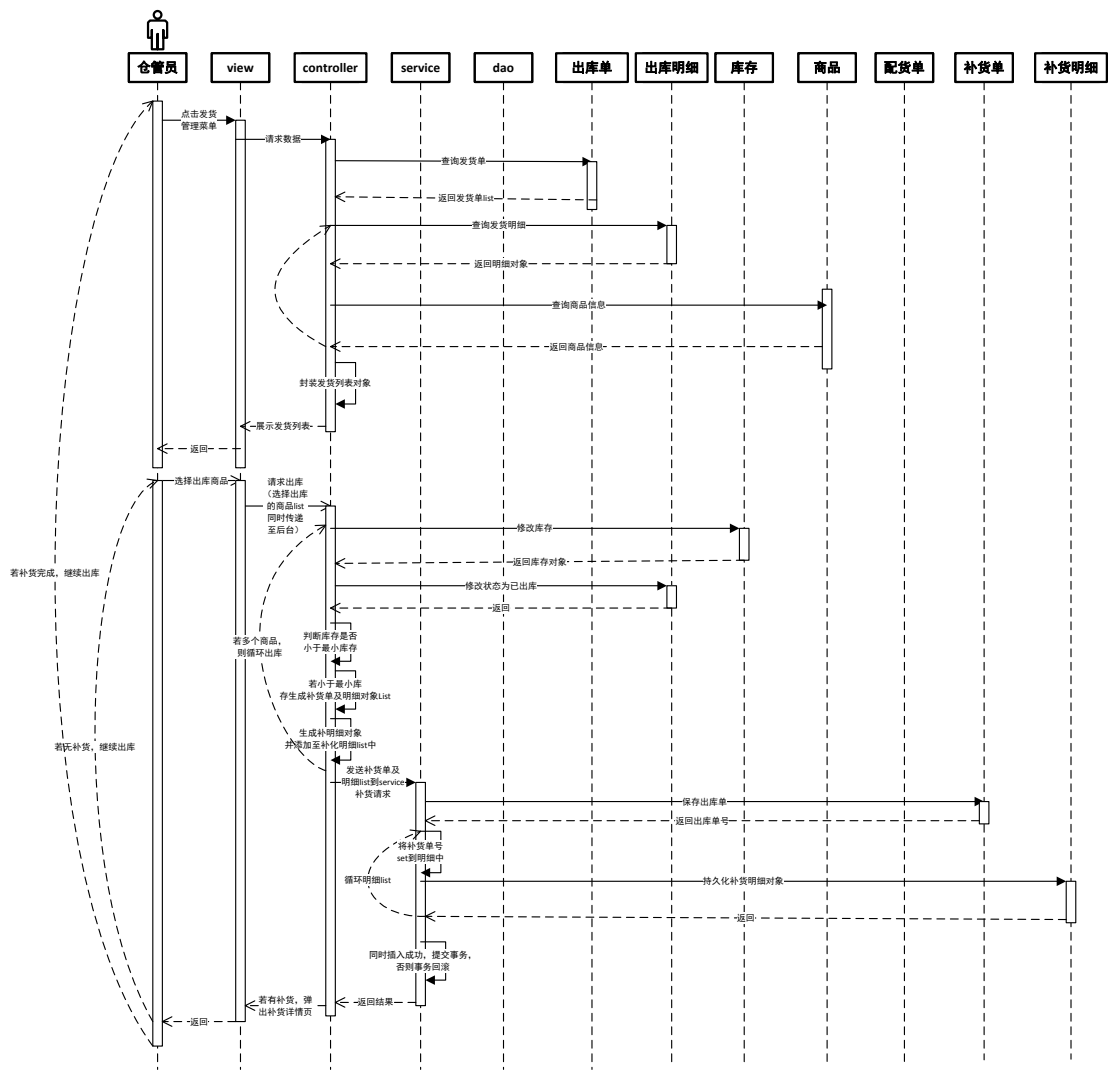 仓管员
view
controller
service
dao
出库单
出库明细
库存
商品
配货单
补货单
补货明细
点击发货
管理菜单
请求数据
查询发货单
返回发货单list
查询发货明细
返回明细对象
查询商品信息
返回商品信息
封装发货列表对象
展示发货列表
返回
选择出库商品
请求出库
（选择出库
的商品list
同时传递
至后台）
修改库存
返回库存对象
若补货完成，继续出库
修改状态为已出库
返回
若多个商品，
则循环出库
判断库存是否
小于最小库存
若小于最小库
存生成补货单及明细对象List
生成补明细对象
并添加至补化明细list中
若无补货，继续出库
发送补货单及
明细list到service
补货请求
保存出库单
返回出库单号
将补货单号
set到明细中
循环明细list
持久化补货明细对象
返回
同时插入成功，提交事务，
否则事务回滚
返回结果
若有补货，弹
出补货详情页
返回